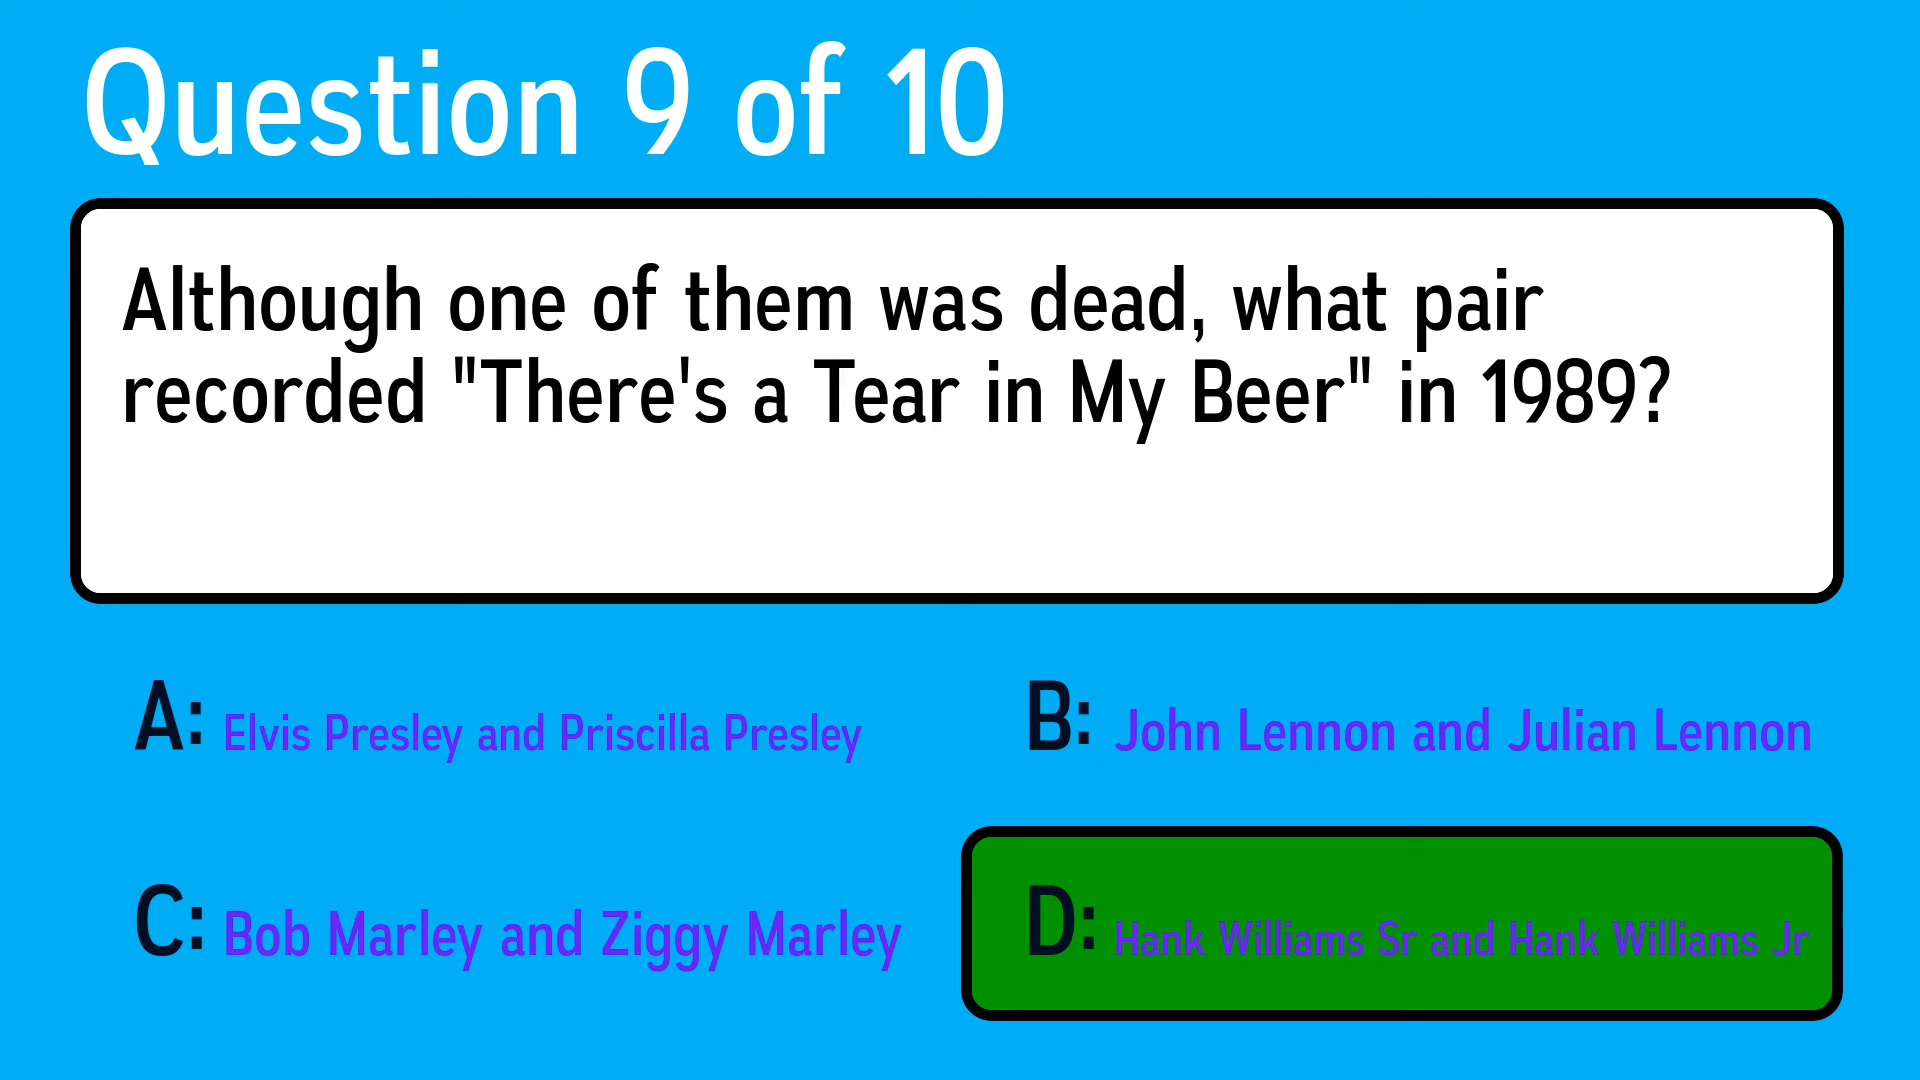 Question 9 of 10
Although one of them was dead, what pair
recorded "There's a Tear in My Beer" in 1989?
A: Elvis Presley and Priscilla Presley
B: John Lennon and Julian Lennon
C: Bob Marley and Ziggy Marley
D: Hank Williams Sr and Hank Williams Jr